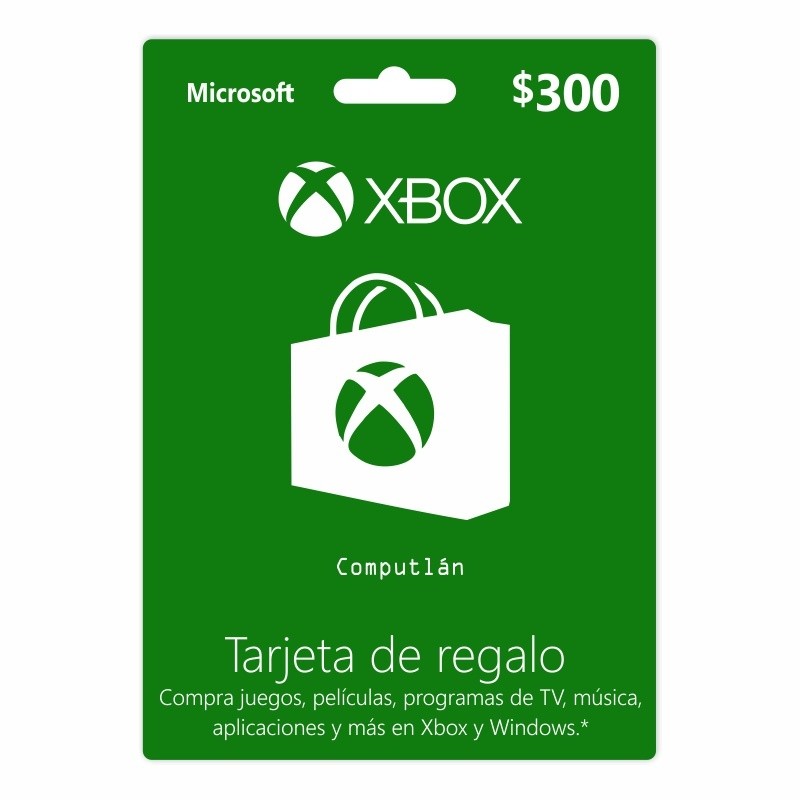 Microsoft
$300
XBOX
Computlán
Tarjeta de regalo
Compra juegos, películas, programas de TV, música,
aplicaciones y más en Xbox y Windows.*